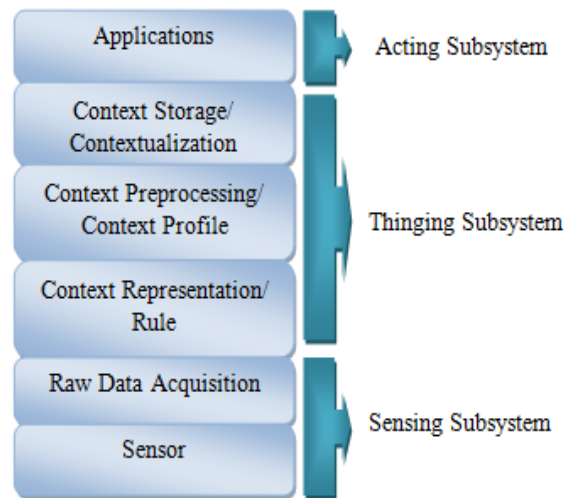 Applications
Acting Subsystem
Context Storage/
Contextualization
Context Preprocessing/
Context Profile
Thinging Subsystem
Context Representation/
Rule
Raw Data Acquisition
Sensing Subsystem
Sensor